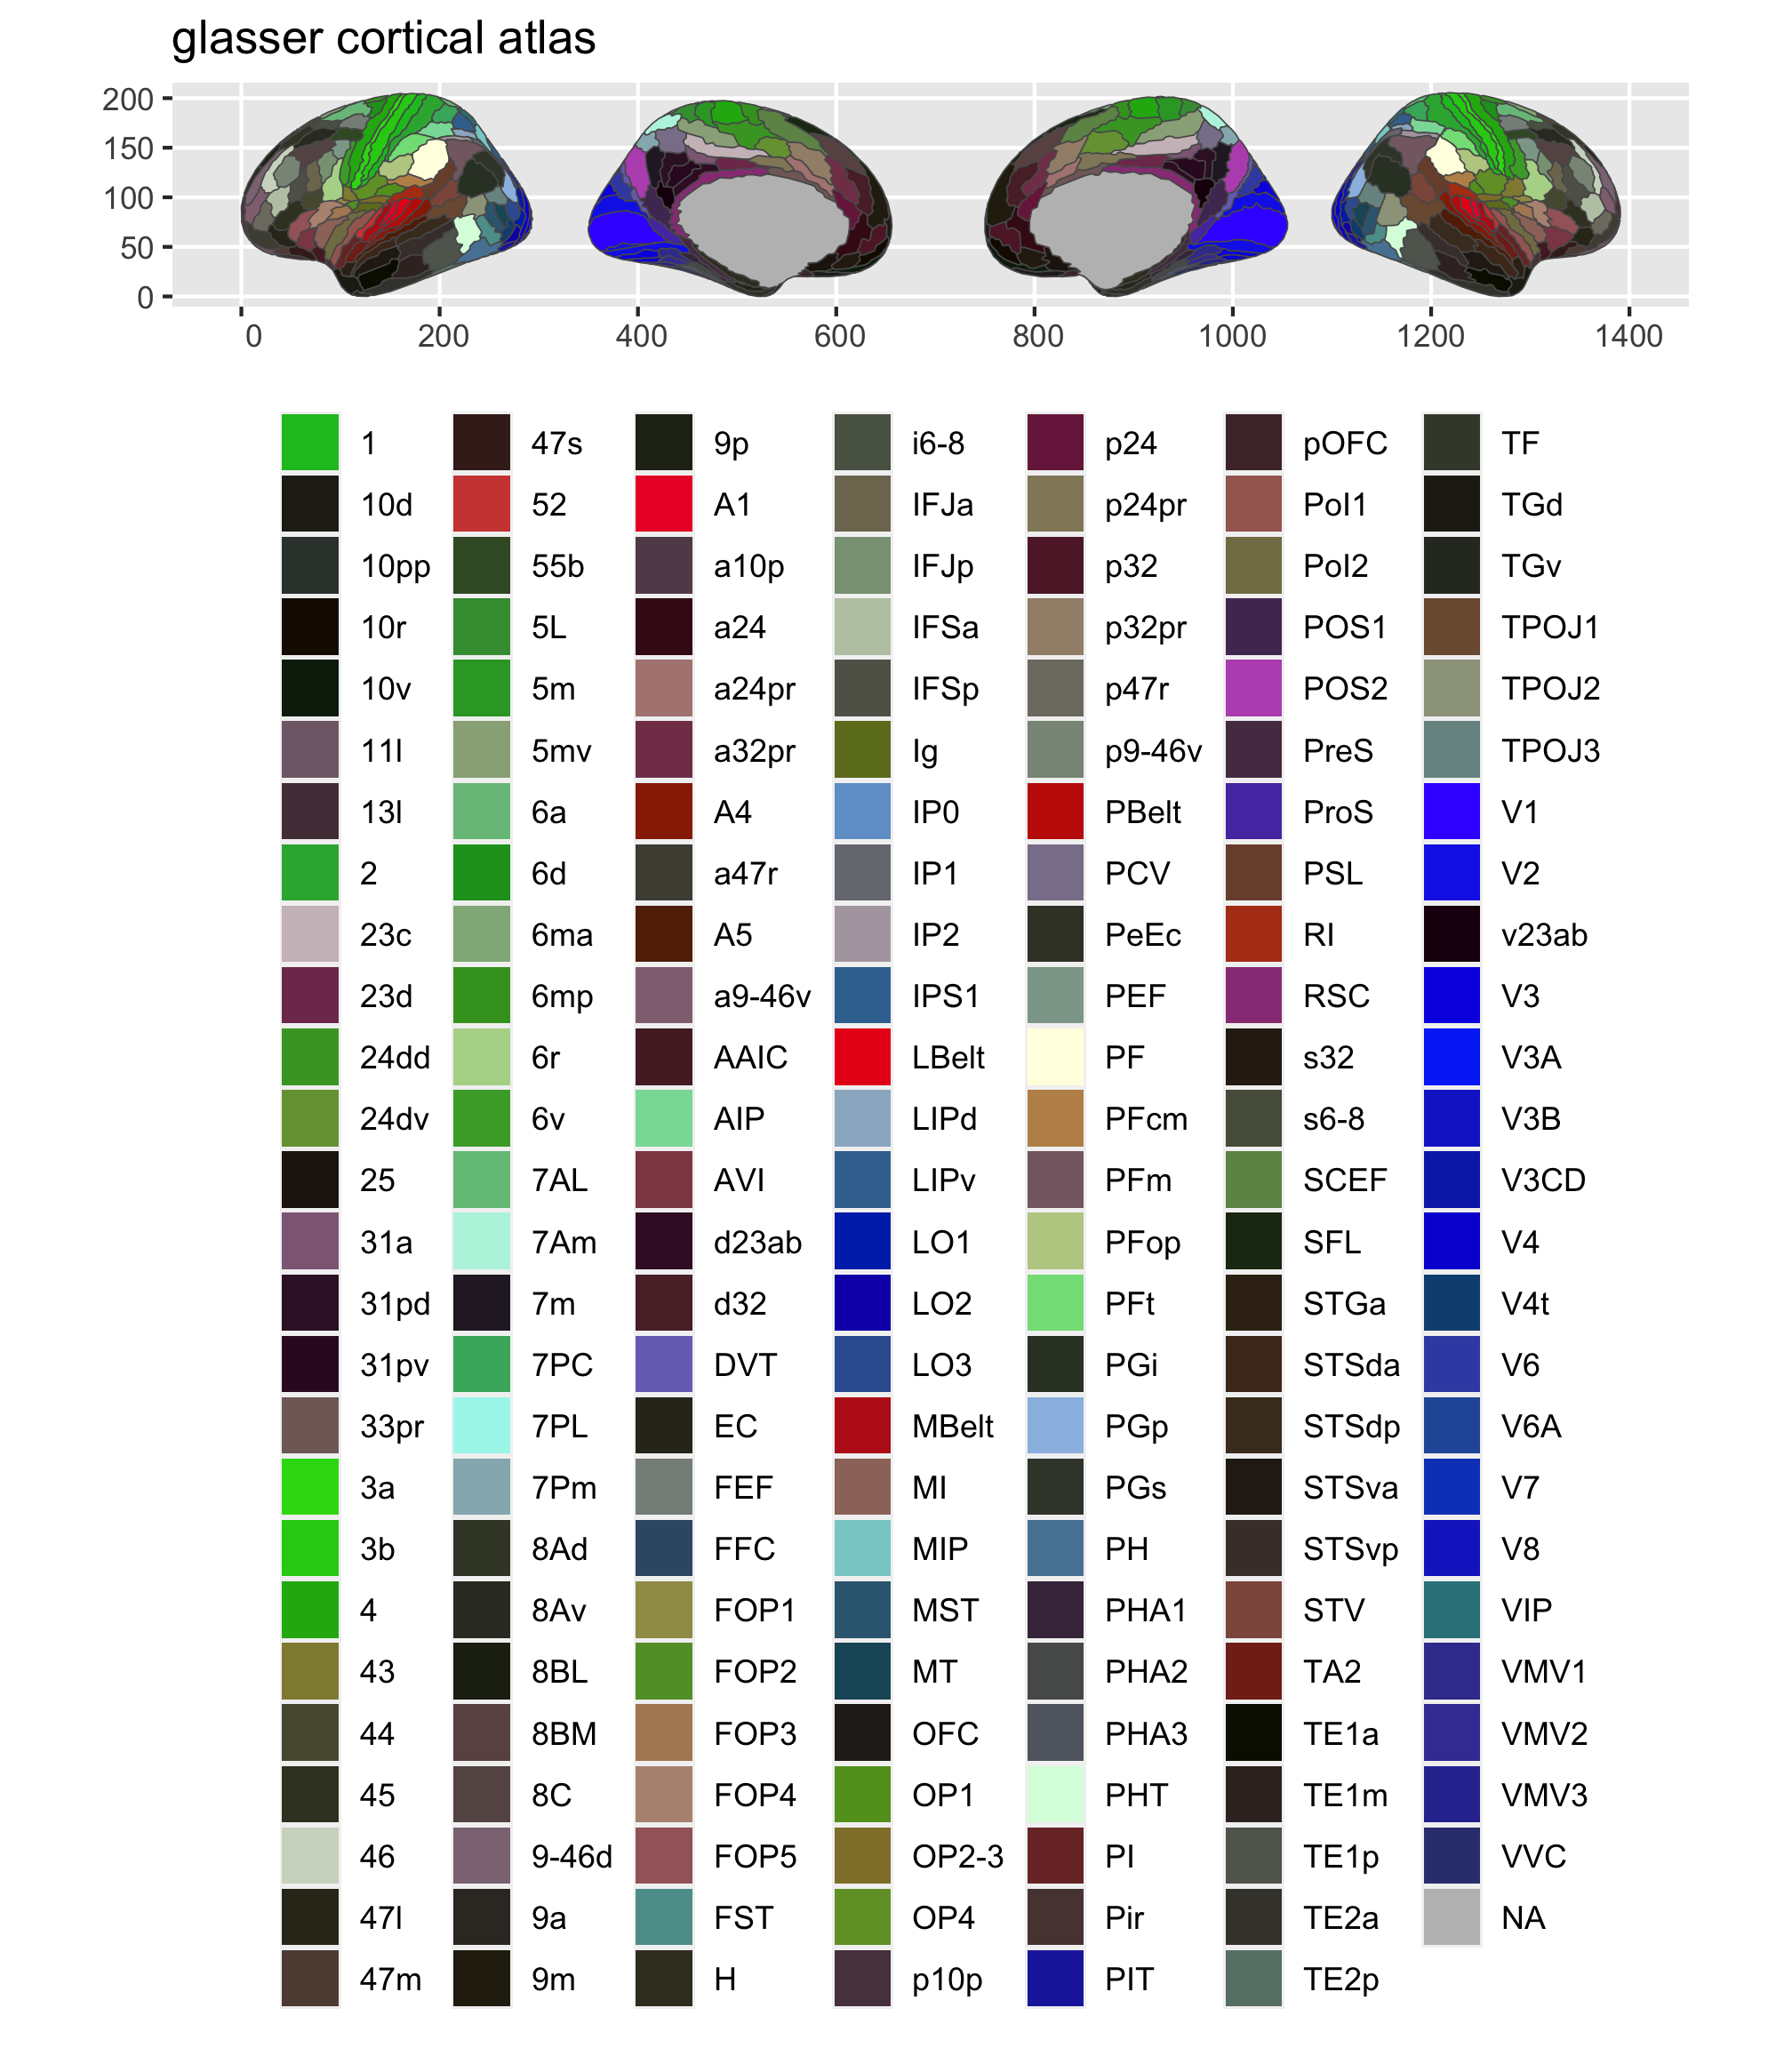 glasser cortical atlas
200
150
100
50
0
0 200 400 600 800 1000 1200 1400
1 47s 9p i6-8 p24 pOFC TF
10d 52 A1 IFJa p24pr PoI1 TGd
10pp 55b a10p IFJp p32 PoI2 TGv
10r 5L a24 IFSa p32pr POS1 TPOJ1
10v 5m a24pr IFSp p47r POS2 TPOJ2
11l 5mv a32pr Ig p9-46v PreS TPOJ3
13l 6a A4 IP0 PBelt ProS V1
2 6d a47r IP1 PCV PSL V2
23c 6ma A5 IP2 PeEc RI v23ab
23d 6mp a9-46v IPS1 PEF RSC V3
24dd 6r AAIC LBelt PF s32 V3A
24dv 6v AIP LIPd PFcm s6-8 V3B
25 7AL AVI LIPv PFm SCEF V3CD
31a 7Am d23ab LO1 PFop SFL V4
31pd 7m d32 LO2 PFt STGa V4t
31pv 7PC DVT LO3 PGi STSda V6
33pr 7PL EC MBelt PGp STSdp V6A
3a 7Pm FEF MI PGs STSva V7
3b 8Ad FFC MIP PH STSvp V8
4 8Av FOP1 MST PHA1 STV VIP
43 8BL FOP2 MT PHA2 TA2 VMV1
44 8BM FOP3 OFC PHA3 TE1a VMV2
45 8C FOP4 OP1 PHT TE1m VMV3
46 9-46d FOP5 OP2-3 PI TE1p VVC
47l 9a FST OP4 Pir TE2a NA
47m 9m H p10p PIT TE2p